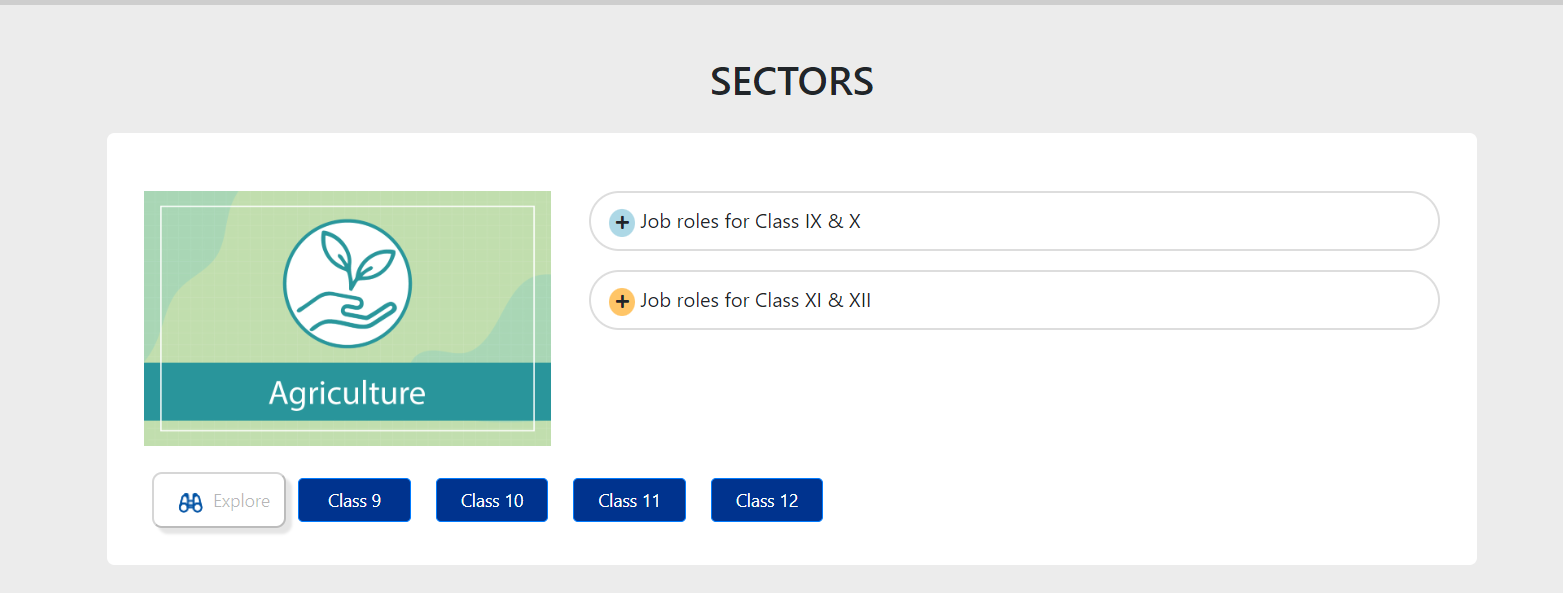 SECTORS
Agriculture
Job roles for Class IX & X
Job roles for Class XI & XII
Explore
Class 9
Class 10
Class 11
Class 12